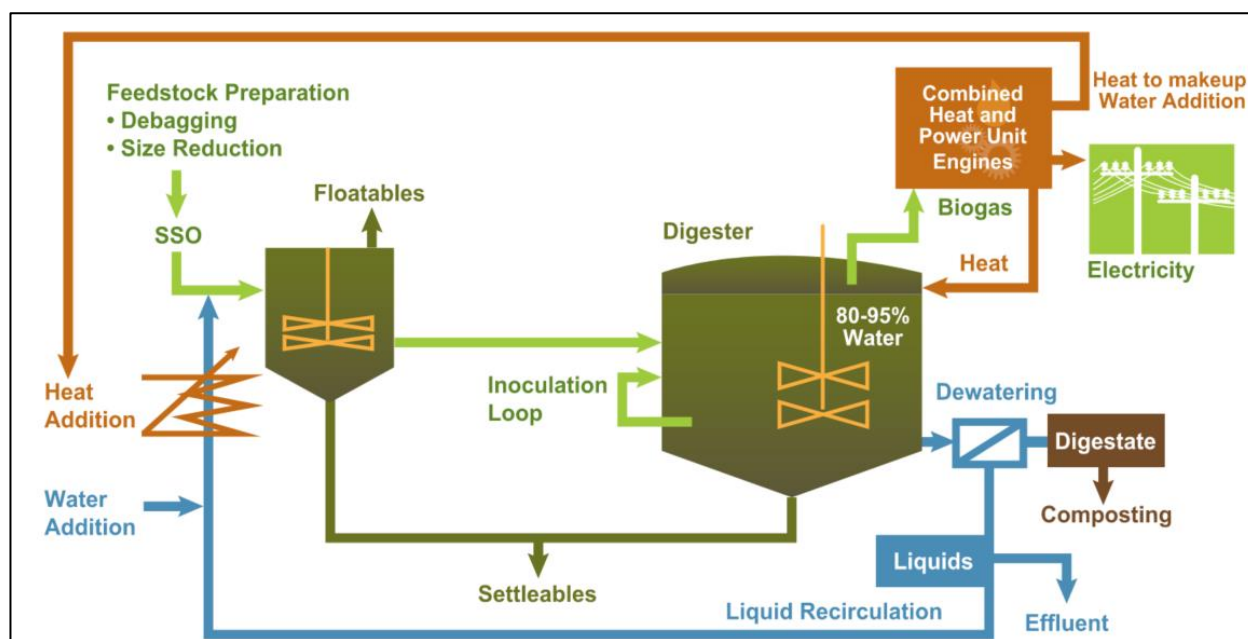 Feedstock Preparation
• Debagging
• Size Reduction
SSO
Floatables
Digester
Combined
Heat and
Power Unit
Engines
Heat to makeup
Water Addition
Biogas
Heat
Electricity
80-95%
Water
Inoculation
Loop
Heat
Addition
Water
Addition
Dewatering
Digestate
Composting
Settleables
Liquids
Liquid Recirculation
Effluent